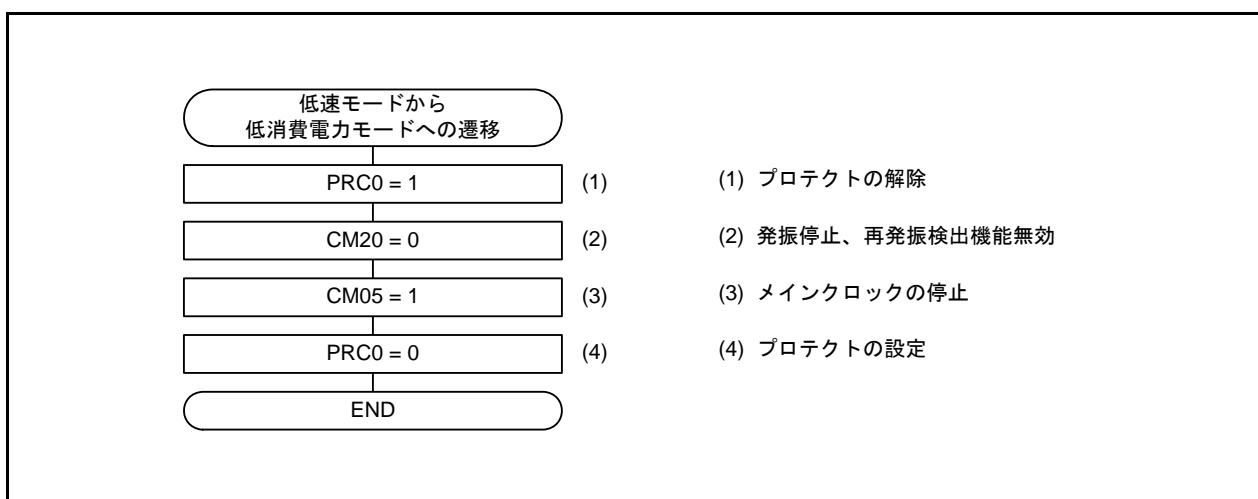 低速モードから
低消費電力モードへの遷移
PRC0 = 1 (1) (1) プロテクトの解除
CM20 = 0 (2) (2) 発振停止、再発振検出機能無効
CM05 = 1 (3) (3) メインクロックの停止
PRC0 = 0 (4) (4) プロテクトの設定
END